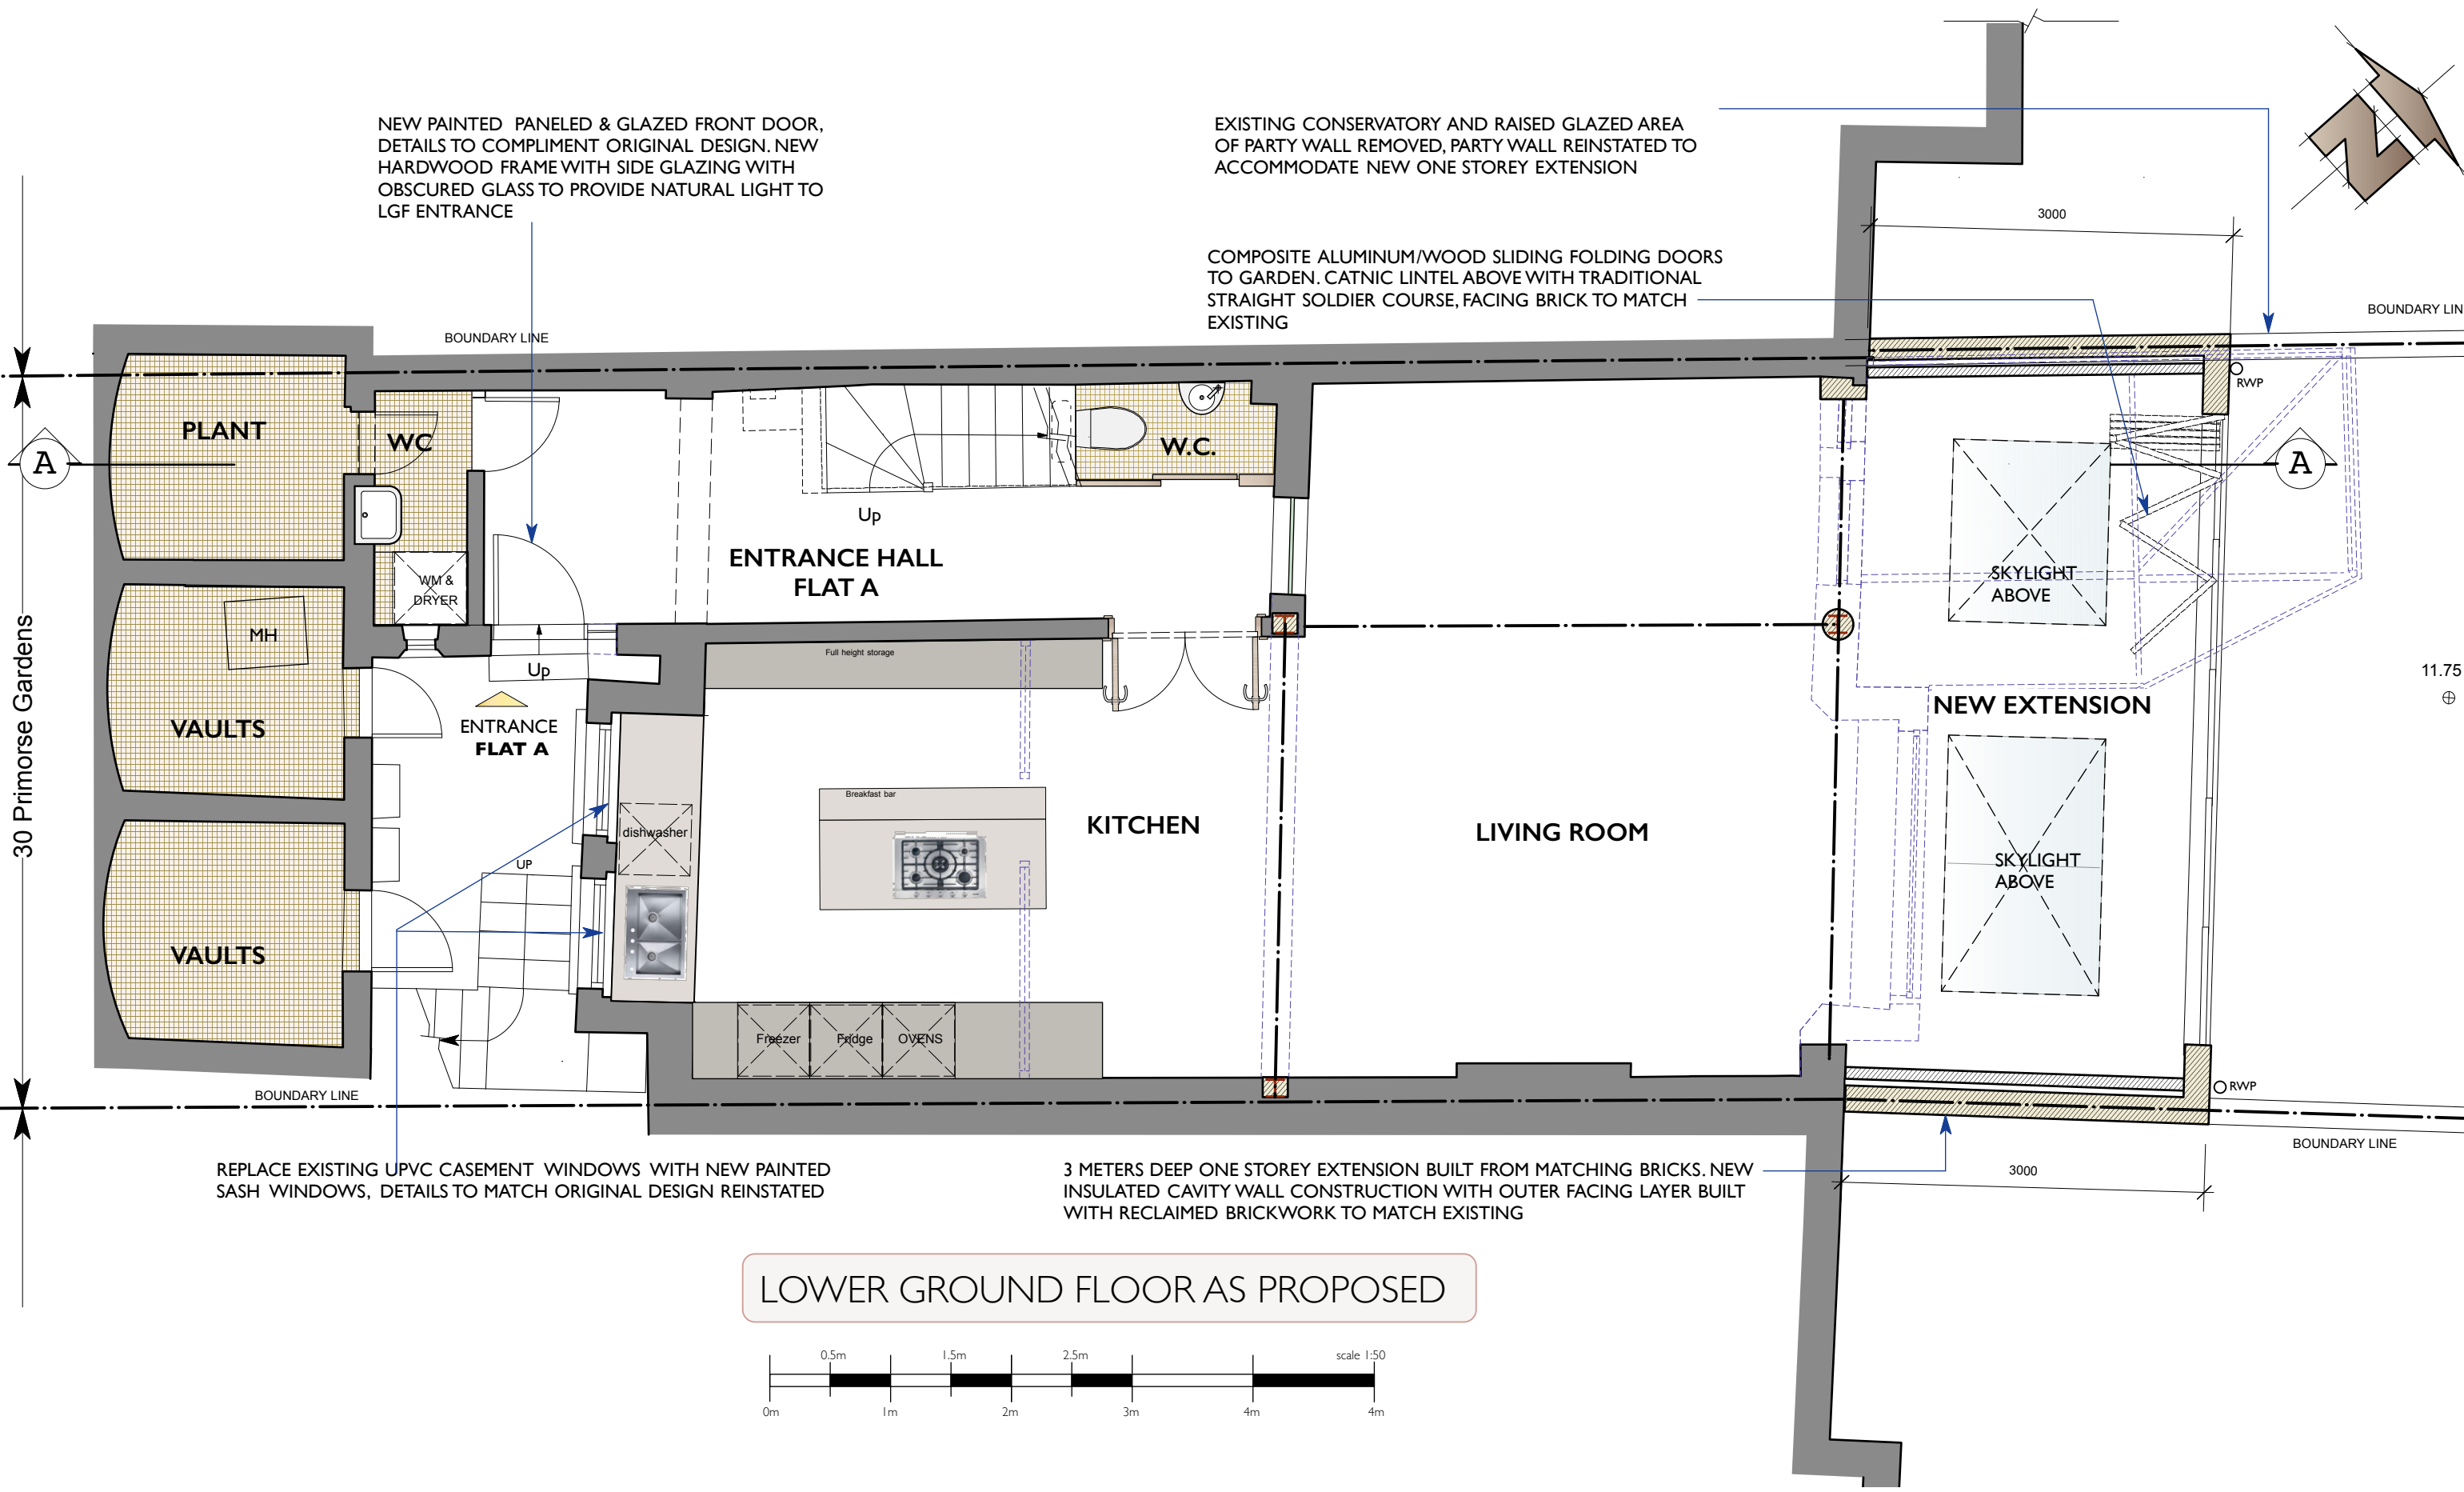 NEW PAINTED PANELED & GLAZED FRONT DOOR,
DETAILS TO COMPLIMENT ORIGINAL DESIGN. NEW
HARDWOOD FRAME WITH SIDE GLAZING WITH
OBSCURED GLASS TO PROVIDE NATURAL LIGHT TO
LGF ENTRANCE
EXISTING CONSERVATORY AND RAISED GLAZED AREA
OF PARTY WALL REMOVED, PARTY WALL REINSTATED TO
ACCOMMODATE NEW ONE STOREY EXTENSION
COMPOSITE ALUMINUM/WOOD SLIDING FOLDING DOORS
TO GARDEN. CATNIC LINTEL ABOVE WITH TRADITIONAL
STRAIGHT SOLDIER COURSE, FACING BRICK TO MATCH
EXISTING
N
3000
BOUNDARY LINE
BOUNDARY LIN
RWP
PLANT
WC
W.C.
A
A
Up
ENTRANCE HALL
FLAT A
SKYLIGHT
ABOVE
WM &
DRYER
MH
Up
Full height storage
30 Primorse Gardens
VAULTS
ENTRANCE
FLAT A
NEW EXTENSION
11.75
Breakfast bar
KITCHEN
LIVING ROOM
dishwasher
UP
SKYLIGHT
ABOVE
VAULTS
Freezer
Fridge
OVENS
BOUNDARY LINE
RWP
BOUNDARY LINE
REPLACE EXISTING UPVC CASEMENT WINDOWS WITH NEW PAINTED
SASH WINDOWS, DETAILS TO MATCH ORIGINAL DESIGN REINSTATED
3 METERS DEEP ONE STOREY EXTENSION BUILT FROM MATCHING BRICKS. NEW
INSULATED CAVITY WALL CONSTRUCTION WITH OUTER FACING LAYER BUILT
WITH RECLAIMED BRICKWORK TO MATCH EXISTING
3000
LOWER GROUND FLOOR AS PROPOSED
0.5m 1.5m 2.5m scale 1:50
0m 1m 2m 3m 4m 4m